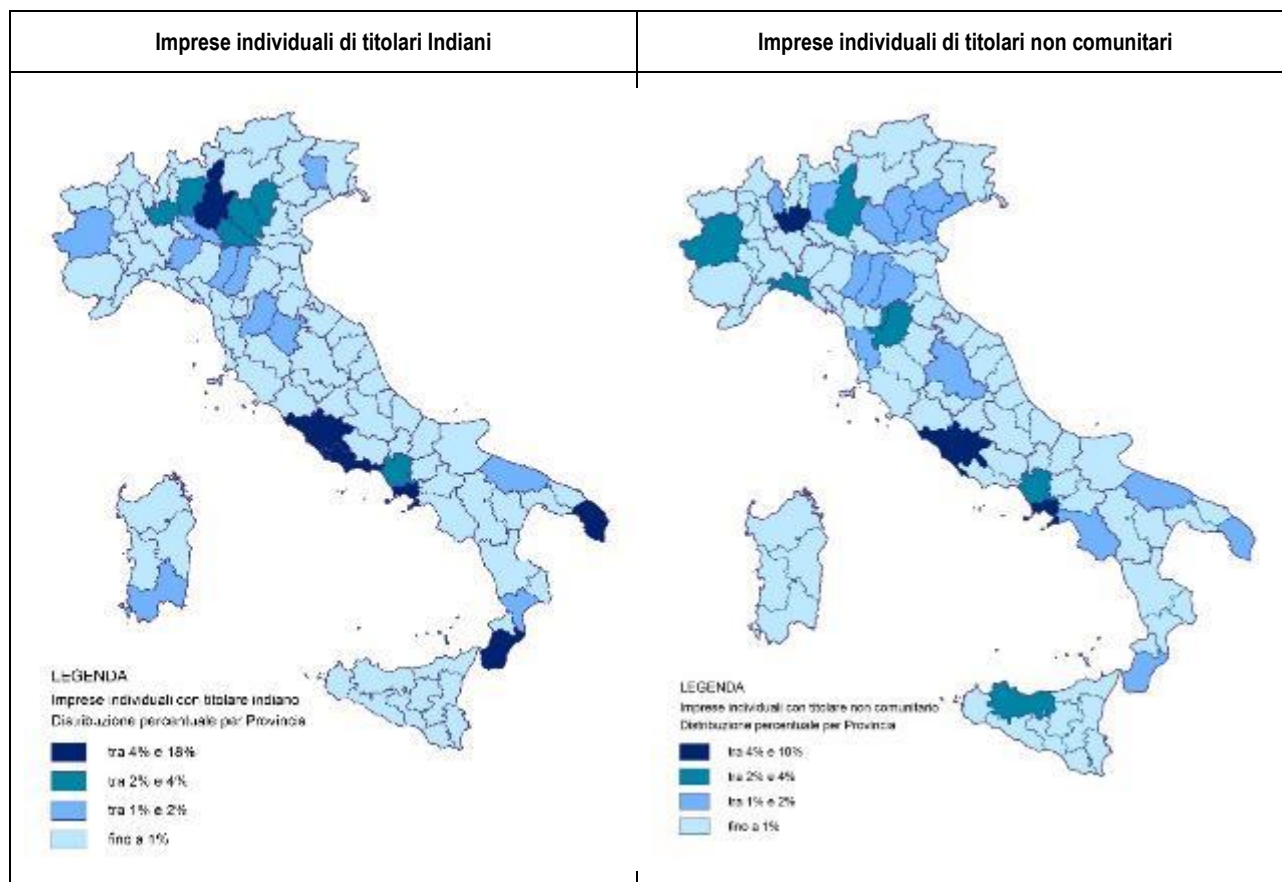 Imprese individuali di titolari Indiani
Imprese individuali di titolari non comunitari
LEGENDA
Imprese individuali con titolare indiano
Distribuzione percentuale per Provincia
tra 4% e 18%
tra 2% e 4%
tra 1% e 2%
fino a 1%
LEGENDA
Imprese individuali con titolare non comunitario
Distribuzione percentuale per Provincia
tra 4% e 10%
tra 2% e 4%
tra 1% e 2%
fino a 1%